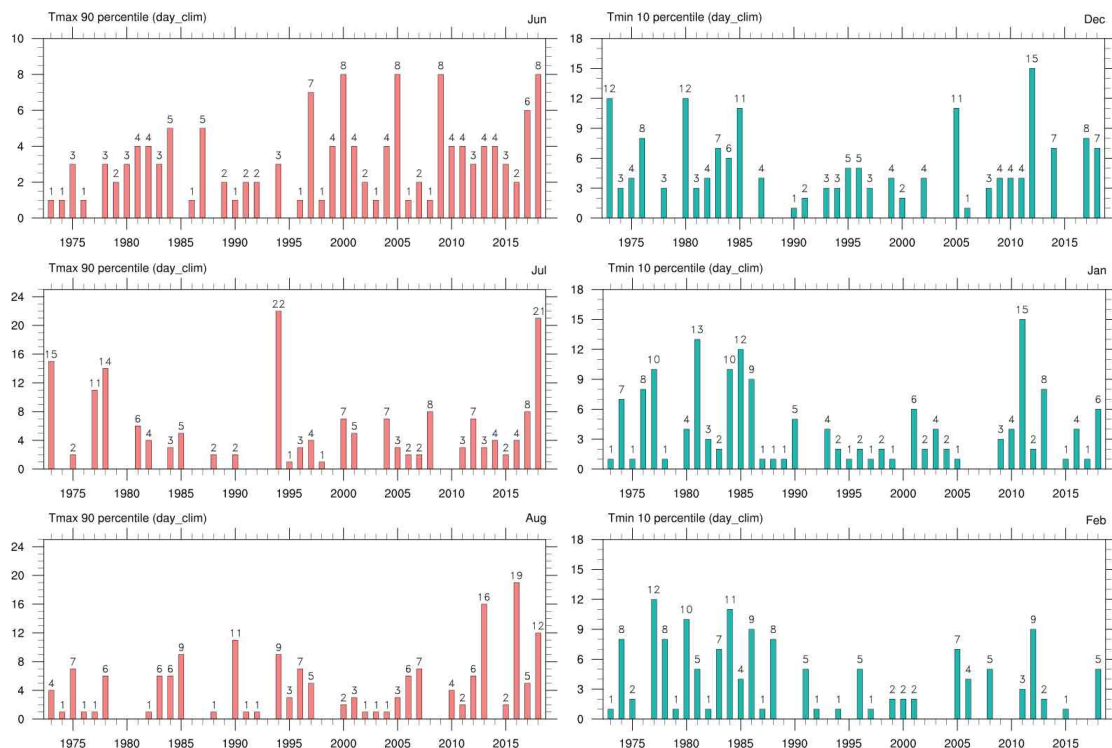 Tmax 90 percentile (day_clim) Jun
10
8
6
4
2
0
1 1 3 1 3 2 3 4 4 3 5 1 5 2 1 2 2 3 1 7 1 4 8 4 2 1 4 8 1 2 1 8 4 4 3 4 4 3 2 6 8
1975 1980 1985 1990 1995 2000 2005 2010 2015
Tmin 10 percentile (day_clim) Dec
18
15
12
9
6
3
0
12 3 4 8 3 12 3 4 7 6 11 4 1 2 3 3 5 5 3 4 2 4 11 1 3 4 4 4 15 7 8 7
1975 1980 1985 1990 1995 2000 2005 2010 2015
Tmax 90 percentile (day_clim) Jul
24
20
16
12
8
4
0
15 2 11 14 6 4 3 5 2 2 22 1 3 4 1 7 5 7 3 2 2 8 3 7 3 4 2 4 8 21
1975 1980 1985 1990 1995 2000 2005 2010 2015
Tmin 10 percentile (day_clim) Jan
18
15
12
9
6
3
0
1 7 1 8 10 1 4 13 3 2 10 12 9 1 1 1 5 4 2 1 2 1 2 1 6 2 4 2 1 3 4 15 2 8 1 4 1 6
1975 1980 1985 1990 1995 2000 2005 2010 2015
Tmax 90 percentile (day_clim) Aug
24
20
16
12
8
4
0
4 1 7 1 1 6 1 6 6 9 1 11 1 1 9 3 7 5 2 3 1 1 1 3 6 7 4 2 6 16 2 19 5 12
1975 1980 1985 1990 1995 2000 2005 2010 2015
Tmin 10 percentile (day_clim) Feb
18
15
12
9
6
3
0
1 8 2 12 8 1 10 5 1 7 11 4 9 1 8 5 1 1 5 1 2 2 2 7 4 5 3 9 2 1 5
1975 1980 1985 1990 1995 2000 2005 2010 2015